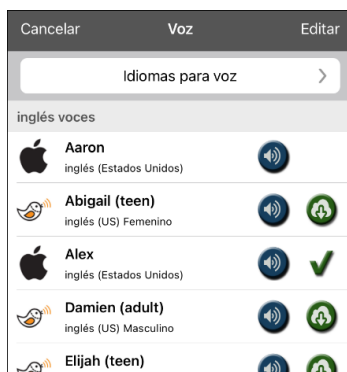 Cancelar Voz Editar
Idiomas para voz
inglés voces
Aaron
inglés (Estados Unidos)
Abigail (teen)
inglés (US) Femenino
Alex
inglés (Estados Unidos)
Damien (adult)
inglés (US) Masculino
Elijah (teen)